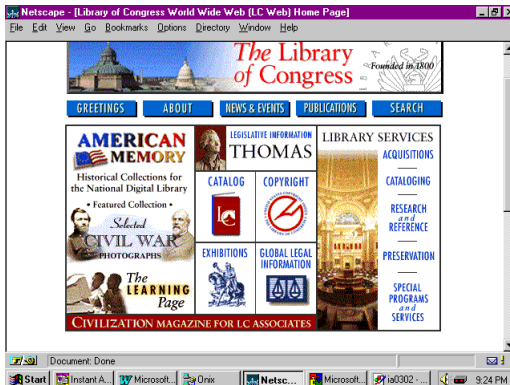 Netscape - [Library of Congress World Wide Web (LC Web) Home Page]
File Edit View Go Bookmarks Options Directory Window Help
The Library
of Congress
Founded in 1800
GREETINGS ABOUT NEWS & EVENTS PUBLICATIONS SEARCH
AMERICAN
MEMORY
Historical Collections for
the National Digital Library
• Featured Collection •
Selected
CIVIL WAR
PHOTOGRAPHS
The
LEARNING
Page
LEGISLATIVE INFORMATION
THOMAS
CATALOG
LC
COPYRIGHT
EXHIBITIONS
GLOBAL LEGAL
INFORMATION
LIBRARY SERVICES
ACQUISITIONS
CATALOGING
RESEARCH
and
REFERENCE
PRESERVATION
SPECIAL
PROGRAMS
and
SERVICES
CIVILIZATION MAGAZINE FOR LC ASSOCIATES
Document: Done
Start Instant A... Microsoft... Onix Netsc... Microsoft... ia0302 - ... 9:24 PM